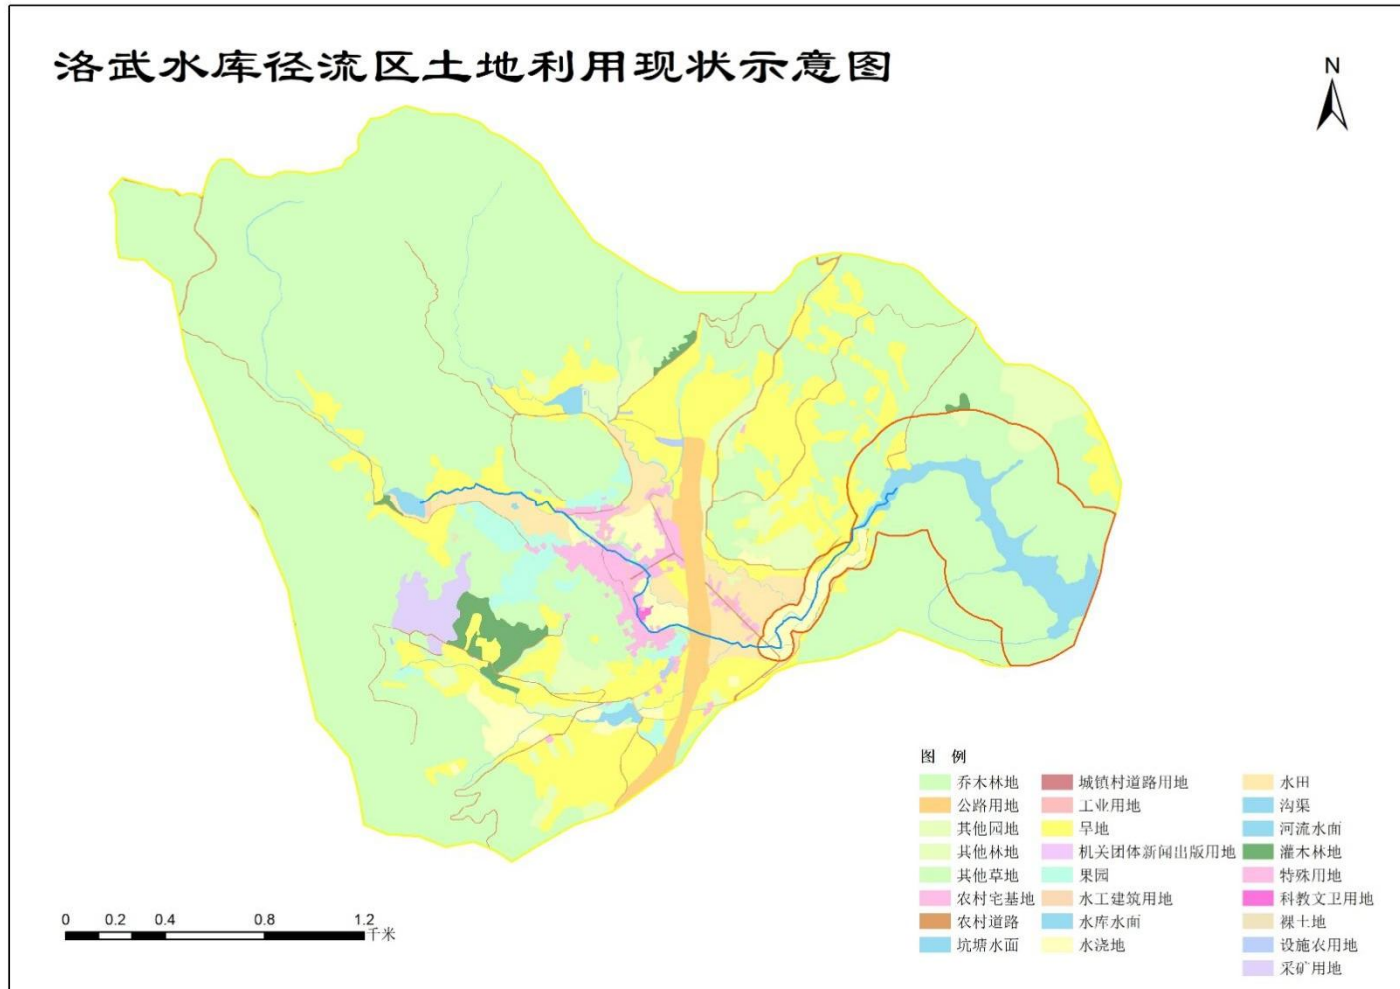 洛武水库径流区土地利用现状示意图
N
图 例
乔木林地 城镇村道路用地 水田
公路用地 工业用地 沟渠
其他园地 旱地 河流水面
其他林地 机关团体新闻出版用地 灌木林地
其他草地 果园 特殊用地
农村宅基地 水工建筑用地 科教文卫用地
农村道路 水库水面 裸土地
坑塘水面 水浇地 设施农用地
采矿用地
0 0.2 0.4 0.8 1.2
千米